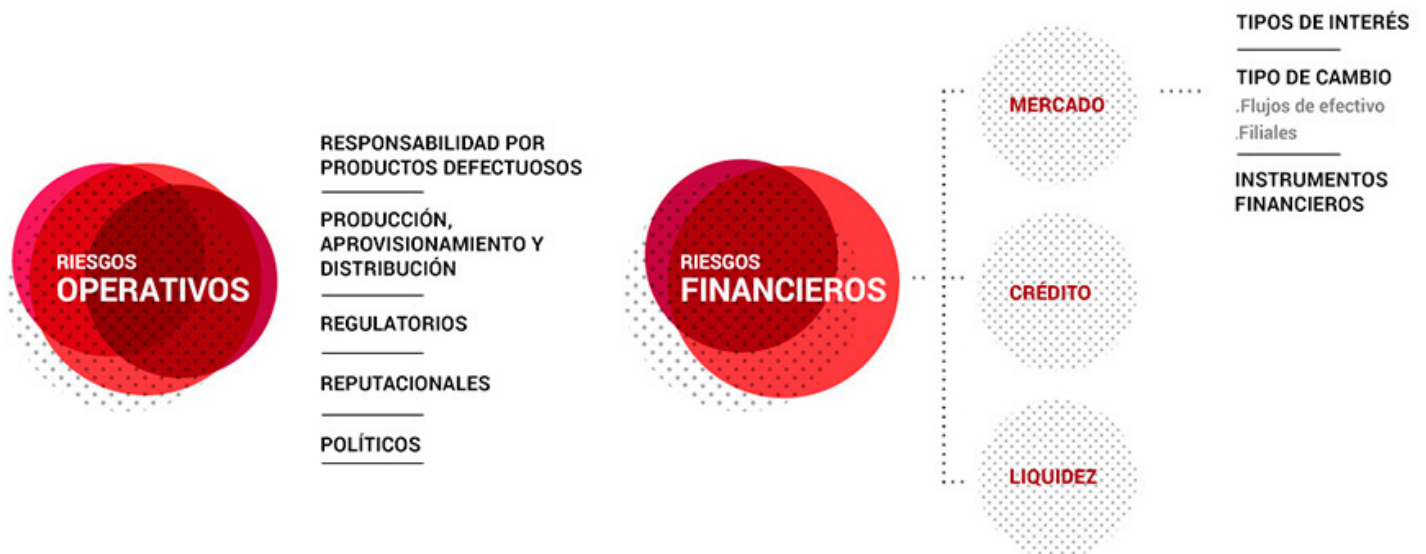 RIESGOS
OPERATIVOS
RESPONSABILIDAD POR
PRODUCTOS DEFECTUOSOS
PRODUCCIÓN,
APROVISIONAMIENTO Y
DISTRIBUCIÓN
REGULATORIOS
REPUTACIONALES
POLÍTICOS
RIESGOS
FINANCIEROS
MERCADO
CRÉDITO
LIQUIDEZ
TIPOS DE INTERÉS
TIPO DE CAMBIO
.Flujos de efectivo
.Filiales
INSTRUMENTOS
FINANCIEROS